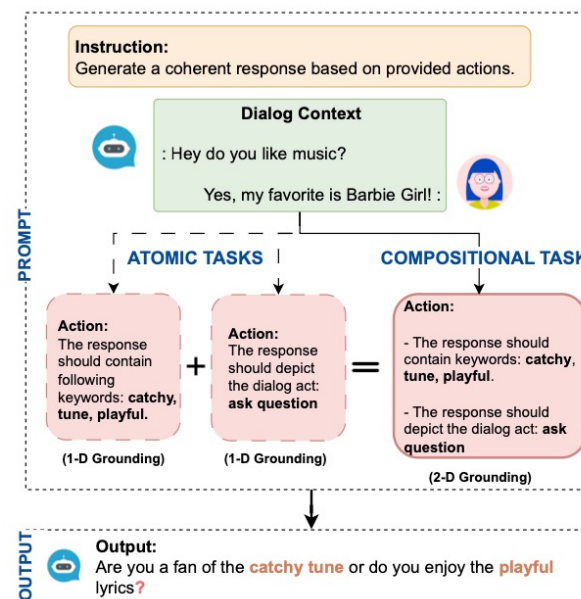 Instruction:
Generate a coherent response based on provided actions.
Dialog Context
: Hey do you like music?
Yes, my favorite is Barbie Girl! :
PROMPT
ATOMIC TASKS
COMPOSITIONAL TASK
Action:
The response
should contain
following
keywords: catchy,
tune, playful.
(1-D Grounding)
+
Action:
The response
should depict
the dialog act:
ask question
(1-D Grounding)
=
Action:
- The response should
contain keywords: catchy,
tune, playful.
- The response should
depict the dialog act: ask
question
(2-D Grounding)
OUTPUT
Output:
Are you a fan of the catchy tune or do you enjoy the playful
lyrics?